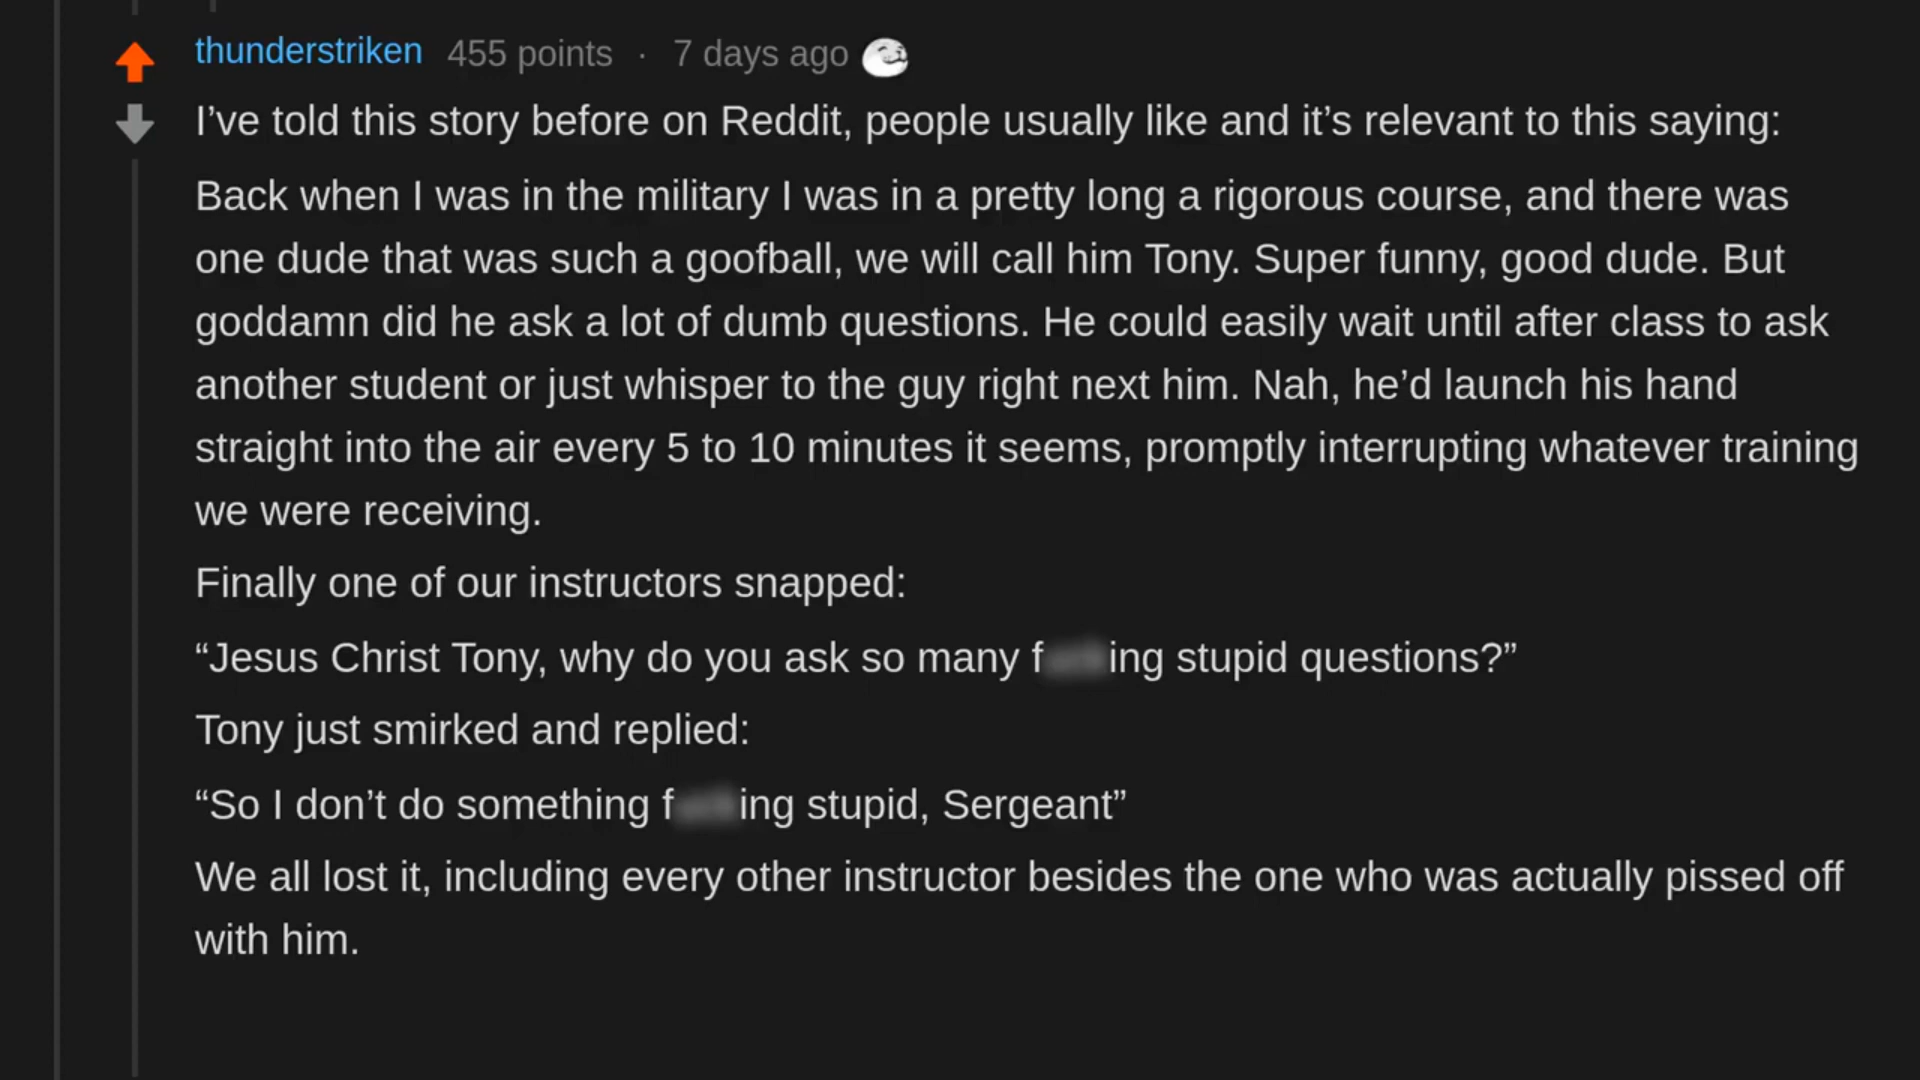 thunderstriken 455 points · 7 days ago
I’ve told this story before on Reddit, people usually like and it’s relevant to this saying:
Back when I was in the military I was in a pretty long a rigorous course, and there was
one dude that was such a goofball, we will call him Tony. Super funny, good dude. But
goddamn did he ask a lot of dumb questions. He could easily wait until after class to ask
another student or just whisper to the guy right next him. Nah, he’d launch his hand
straight into the air every 5 to 10 minutes it seems, promptly interrupting whatever training
we were receiving.
Finally one of our instructors snapped:
“Jesus Christ Tony, why do you ask so many f ing stupid questions?”
Tony just smirked and replied:
“So I don’t do something f ing stupid, Sergeant”
We all lost it, including every other instructor besides the one who was actually pissed off
with him.